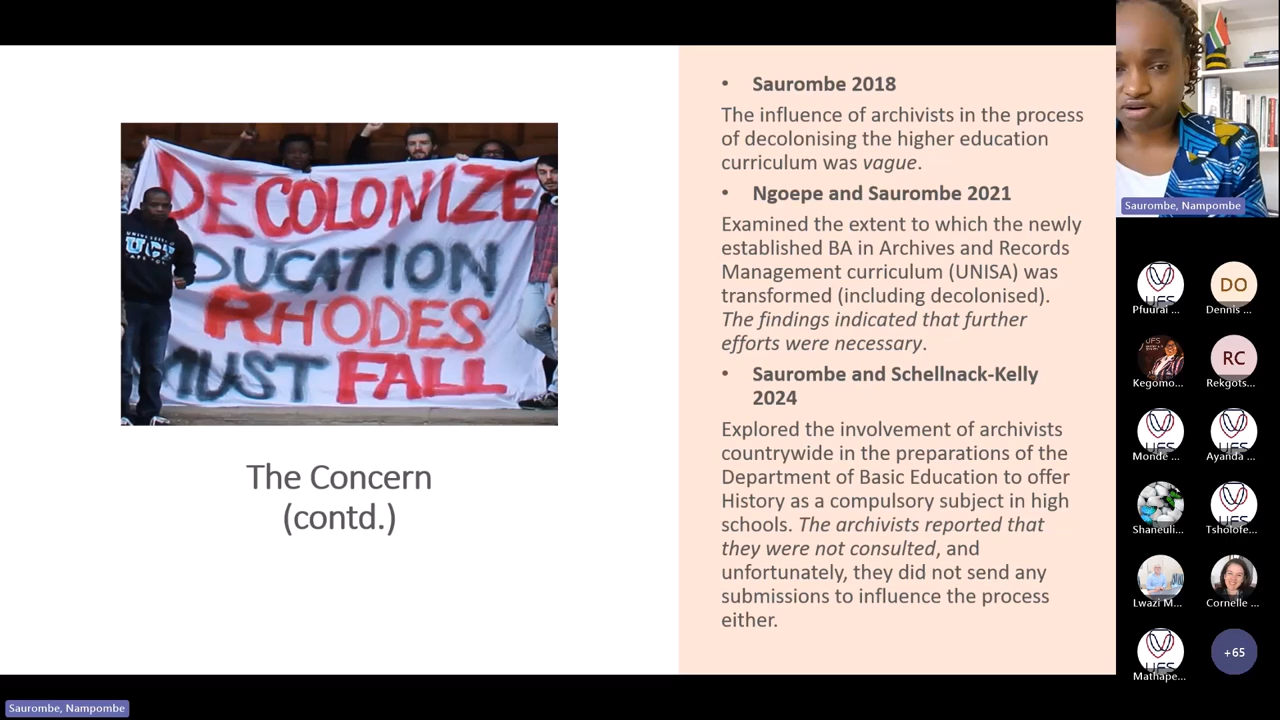 DECOLONIZE
EDUCATION
RHODES
MUST FALL
The Concern
(contd.)
• Saurombe 2018
The influence of archivists in the process
of decolonising the higher education
curriculum was vague.
• Ngoepe and Saurombe 2021
Examined the extent to which the newly
established BA in Archives and Records
Management curriculum (UNISA) was
transformed (including decolonised).
The findings indicated that further
efforts were necessary.
• Saurombe and Schellnack-Kelly
2024
Explored the involvement of archivists
countrywide in the preparations of the
Department of Basic Education to offer
History as a compulsory subject in high
schools. The archivists reported that
they were not consulted, and
unfortunately, they did not send any
submissions to influence the process
either.
Saurombe, Nampombe
UFS
Pfuurai ...
DO
Dennis ...
UFS
Kegomo...
RC
Rekgots...
UFS
Monde ...
UFS
Ayanda ...
Shaneuli...
UFS
Tsholofe...
Lwazi M...
Cornelle ...
UFS
Mathape...
+65
Saurombe, Nampombe